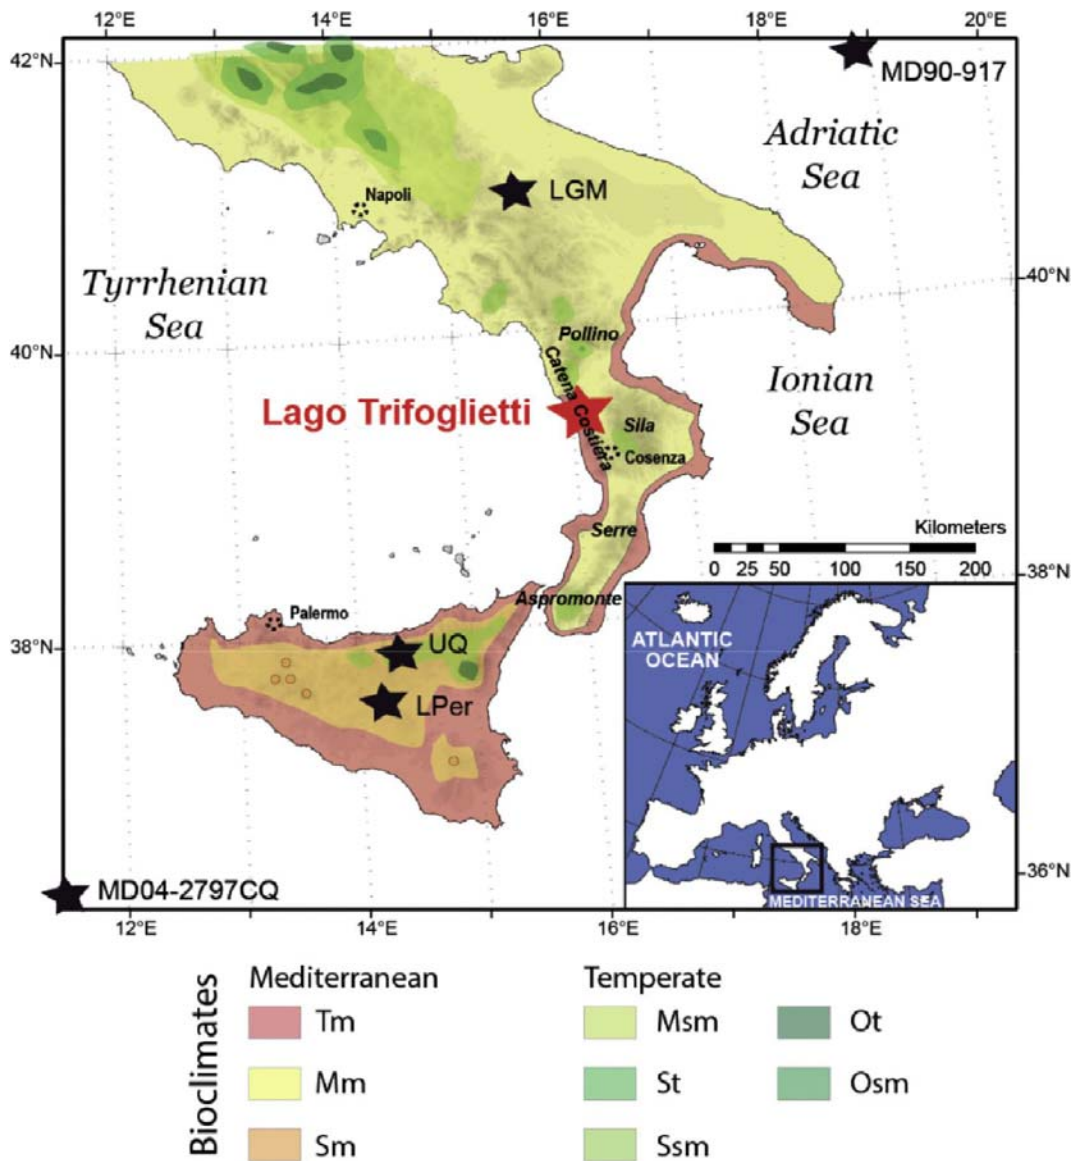 12°E 14°E 16°E 18°E 20°E
42°N
MD90-917
Adriatic
Sea
LGM
Napoli
Tyrrhenian
Sea
40°N
Pollino
40°N
Catena Costiera
Ionian
Sea
Lago Trifoglietti
Sila
Cosenza
Kilometers
Serre
0 25 50 100 150 200
38°N
Aspromonte
Palermo
ATLANTIC
OCEAN
38°N
UQ
LPer
36°N
MD04-2797CQ
MEDITERRANEAN SEA
12°E 14°E 16°E 18°E
Bioclimates
Mediterranean Temperate
Tm Msm Ot
Mm St Osm
Sm Ssm